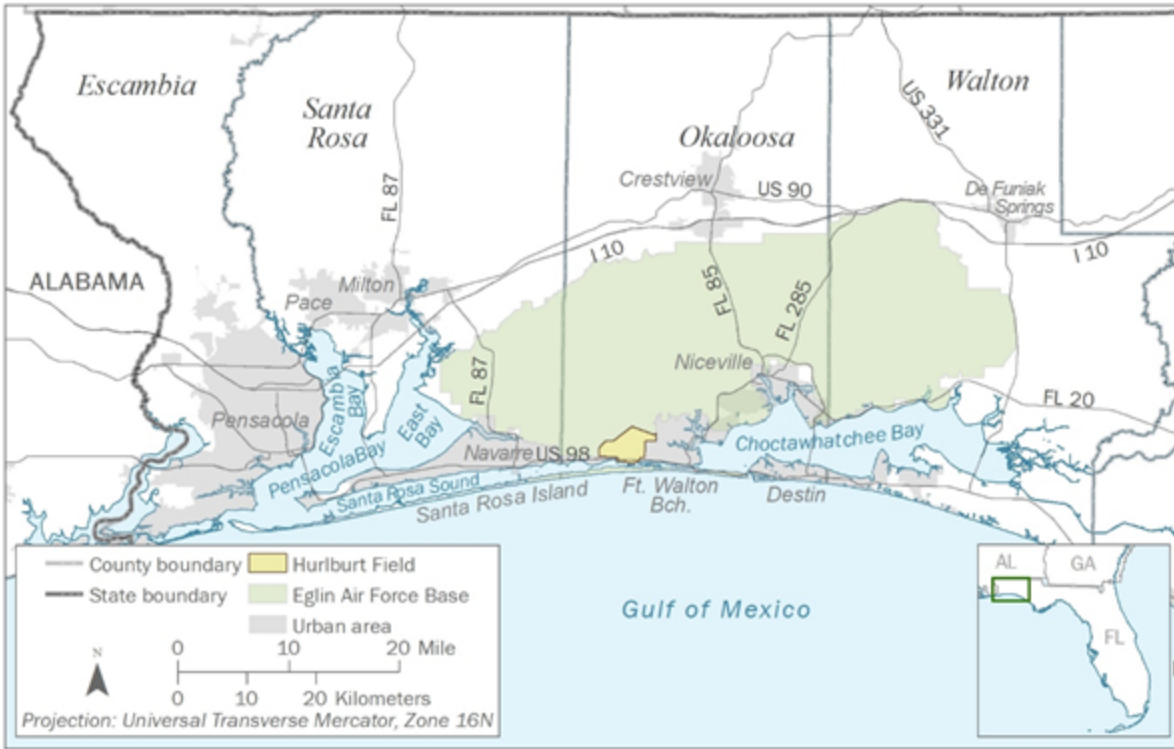 Escambia
Santa
Rosa
Okaloosa
Walton
US 331
FL 87
Crestview
US 90
De Funiak
Springs
I 10
I 10
ALABAMA
Milton
Pace
FL 85
FL 285
Niceville
FL 87
FL 20
Pensacola
Escambia
Bay
East
Bay
Pensacola Bay
Navarre
US 98
Choctawhatchee Bay
Santa Rosa Sound
Santa Rosa Island
Ft. Walton
Bch.
Destin
Gulf of Mexico
County boundary
State boundary
Hurlburt Field
Eglin Air Force Base
Urban area
N
0 10 20 Mile
0 10 20 Kilometers
Projection: Universal Transverse Mercator, Zone 16N
AL
GA
FL